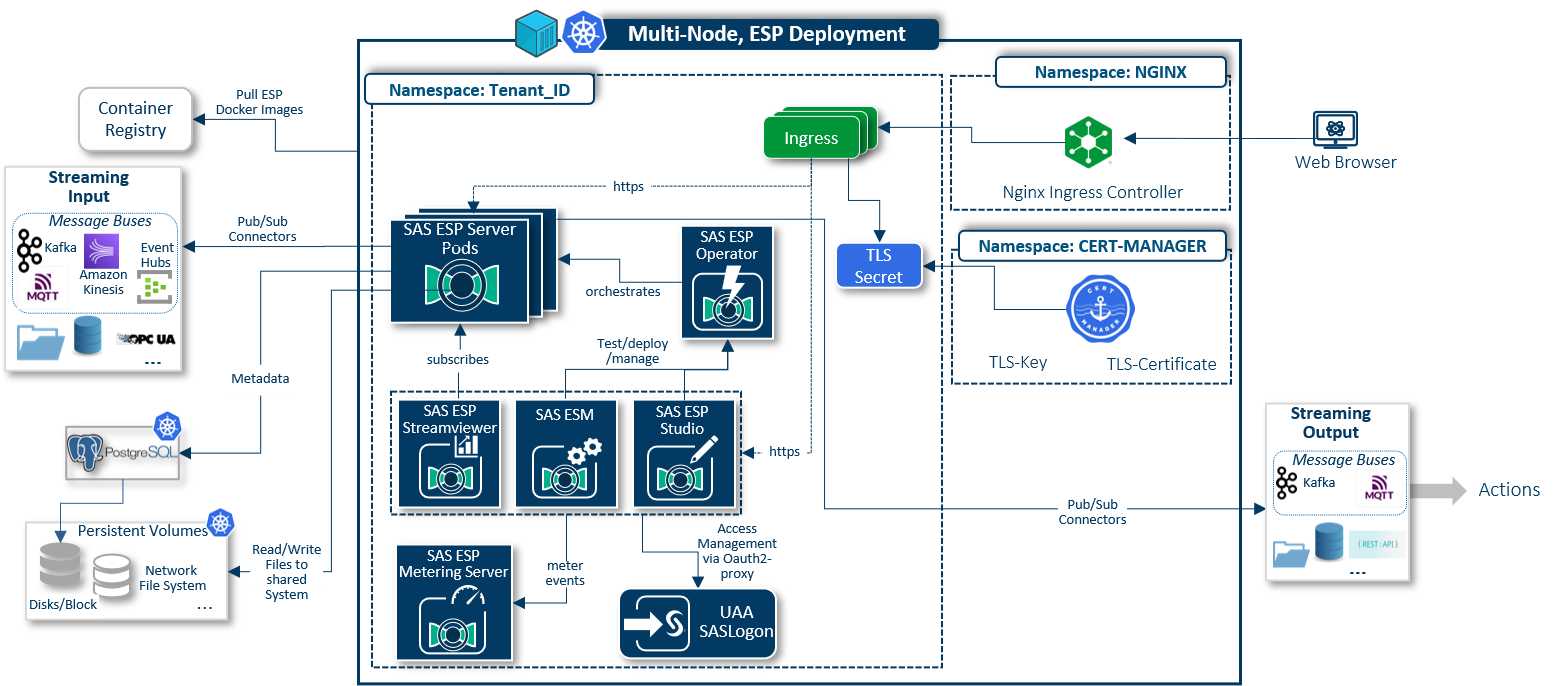 Multi-Node, ESP Deployment
Namespace: Tenant_ID
Namespace: NGINX
Container
Registry
Pull ESP
Docker Images
Ingress
Nginx Ingress Controller
Web Browser
Streaming
Input
Message Buses
Kafka
Amazon
Kinesis
Event
Hubs
MQTT
OPC UA
...
Pub/Sub
Connectors
https
SAS ESP Server
Pods
SAS ESP
Operator
orchestrates
TLS
Secret
Namespace: CERT-MANAGER
CERT
MANAGER
TLS-Key
TLS-Certificate
subscribes
Test/deploy
/manage
Metadata
SAS ESP
Streamviewer
SAS ESM
SAS ESP
Studio
https
PostgreSQL
Persistent Volumes
Network
File System
Disks/Block
...
Read/Write
Files to
shared
System
SAS ESP
Metering Server
meter
events
Access
Management
via Oauth2-
proxy
UAA
SASLogon
Pub/Sub
Connectors
Streaming
Output
Message Buses
Kafka
MQTT
{ REST:API }
...
Actions